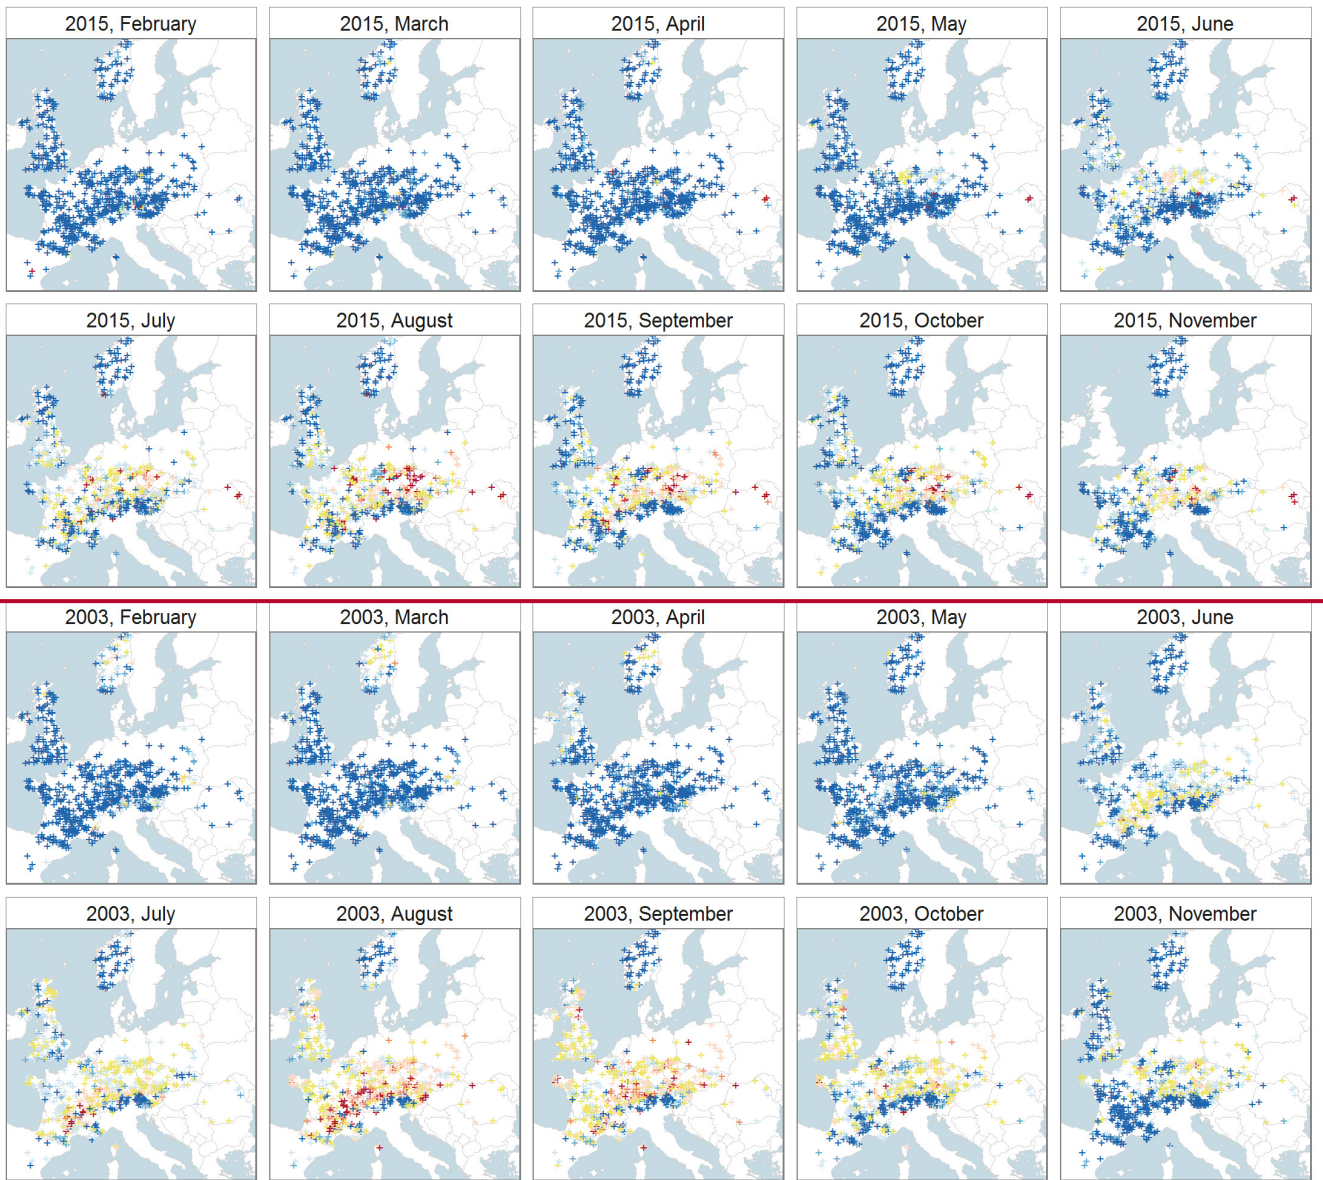 2015, February
2015, March
2015, April
2015, May
2015, June
2015, July
2015, August
2015, September
2015, October
2015, November
2003, February
2003, March
2003, April
2003, May
2003, June
2003, July
2003, August
2003, September
2003, October
2003, November